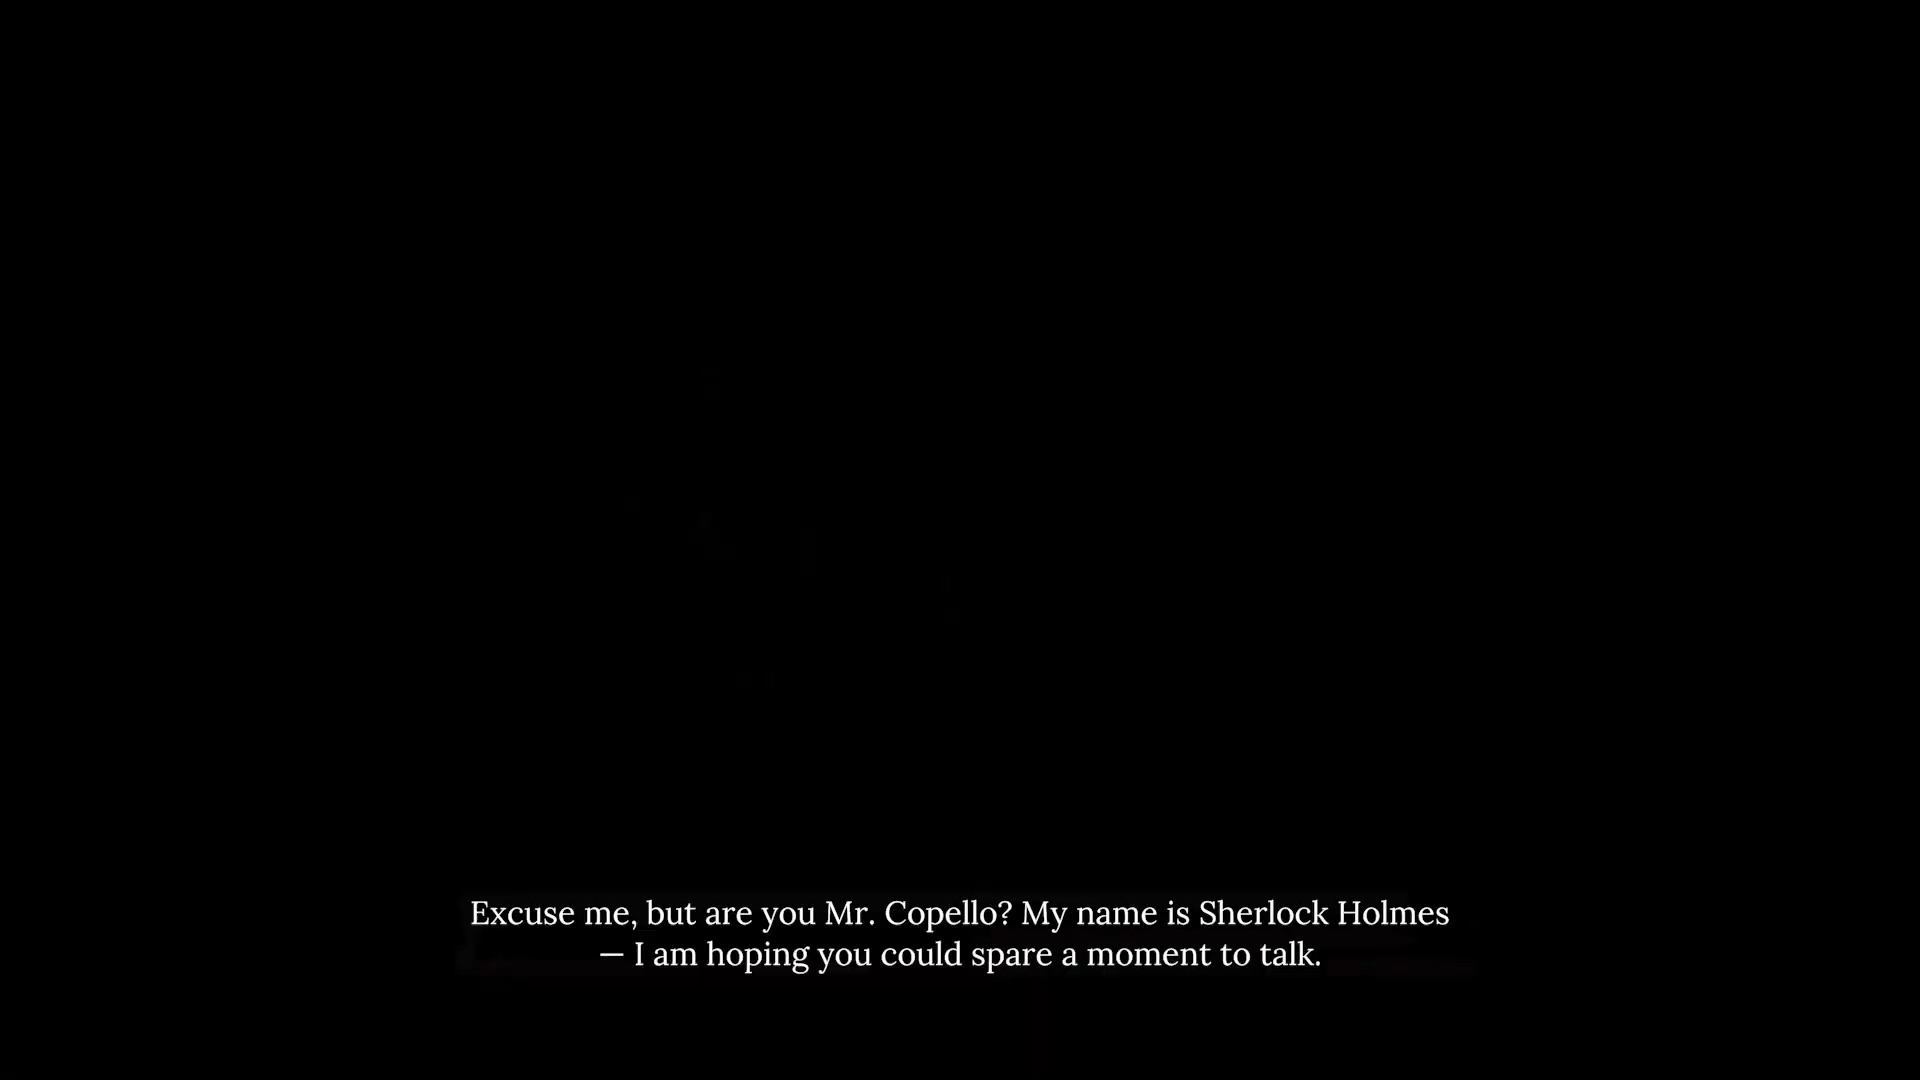 Excuse me, but are you Mr. Copello? My name is Sherlock Holmes
— I am hoping you could spare a moment to talk.